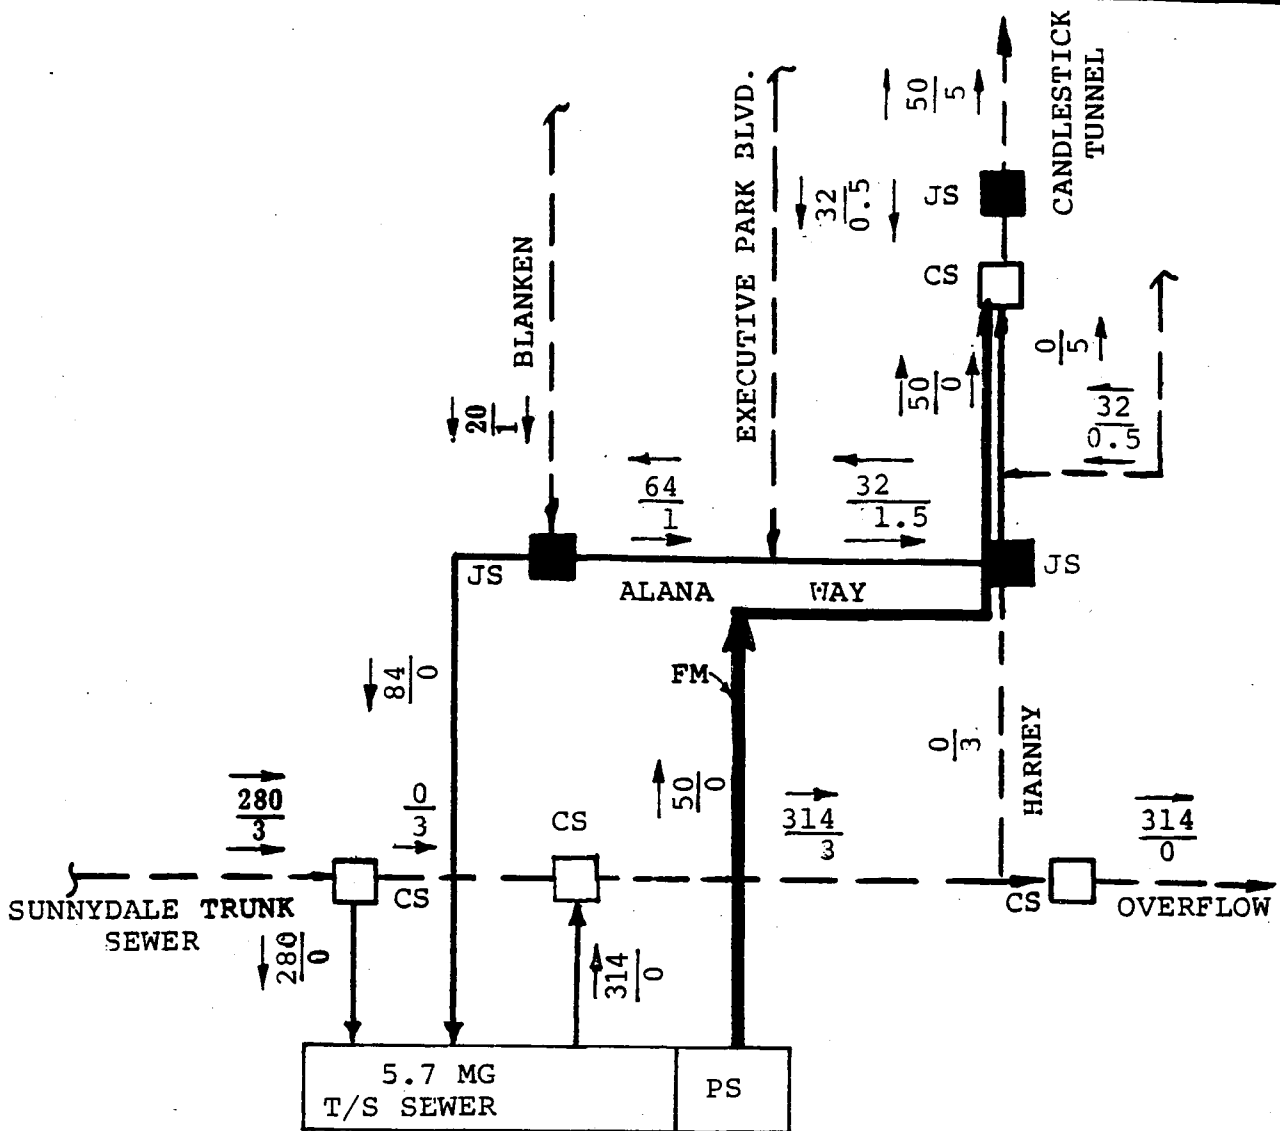 CANDLESTICK
TUNNEL
50
5
EXECUTIVE PARK BLVD.
32
0.5
JS
CS
BLANKEN
0
5
50
0
20
1
32
0.5
64
1
32
1.5
JS
JS
ALANA WAY
84
0
FM
50
0
0
3
HARNEY
280
3
0
3
CS
314
3
314
0
CS
CS
OVERFLOW
SUNNYDALE TRUNK
SEWER
280
0
314
0
5.7 MG
T/S SEWER
PS